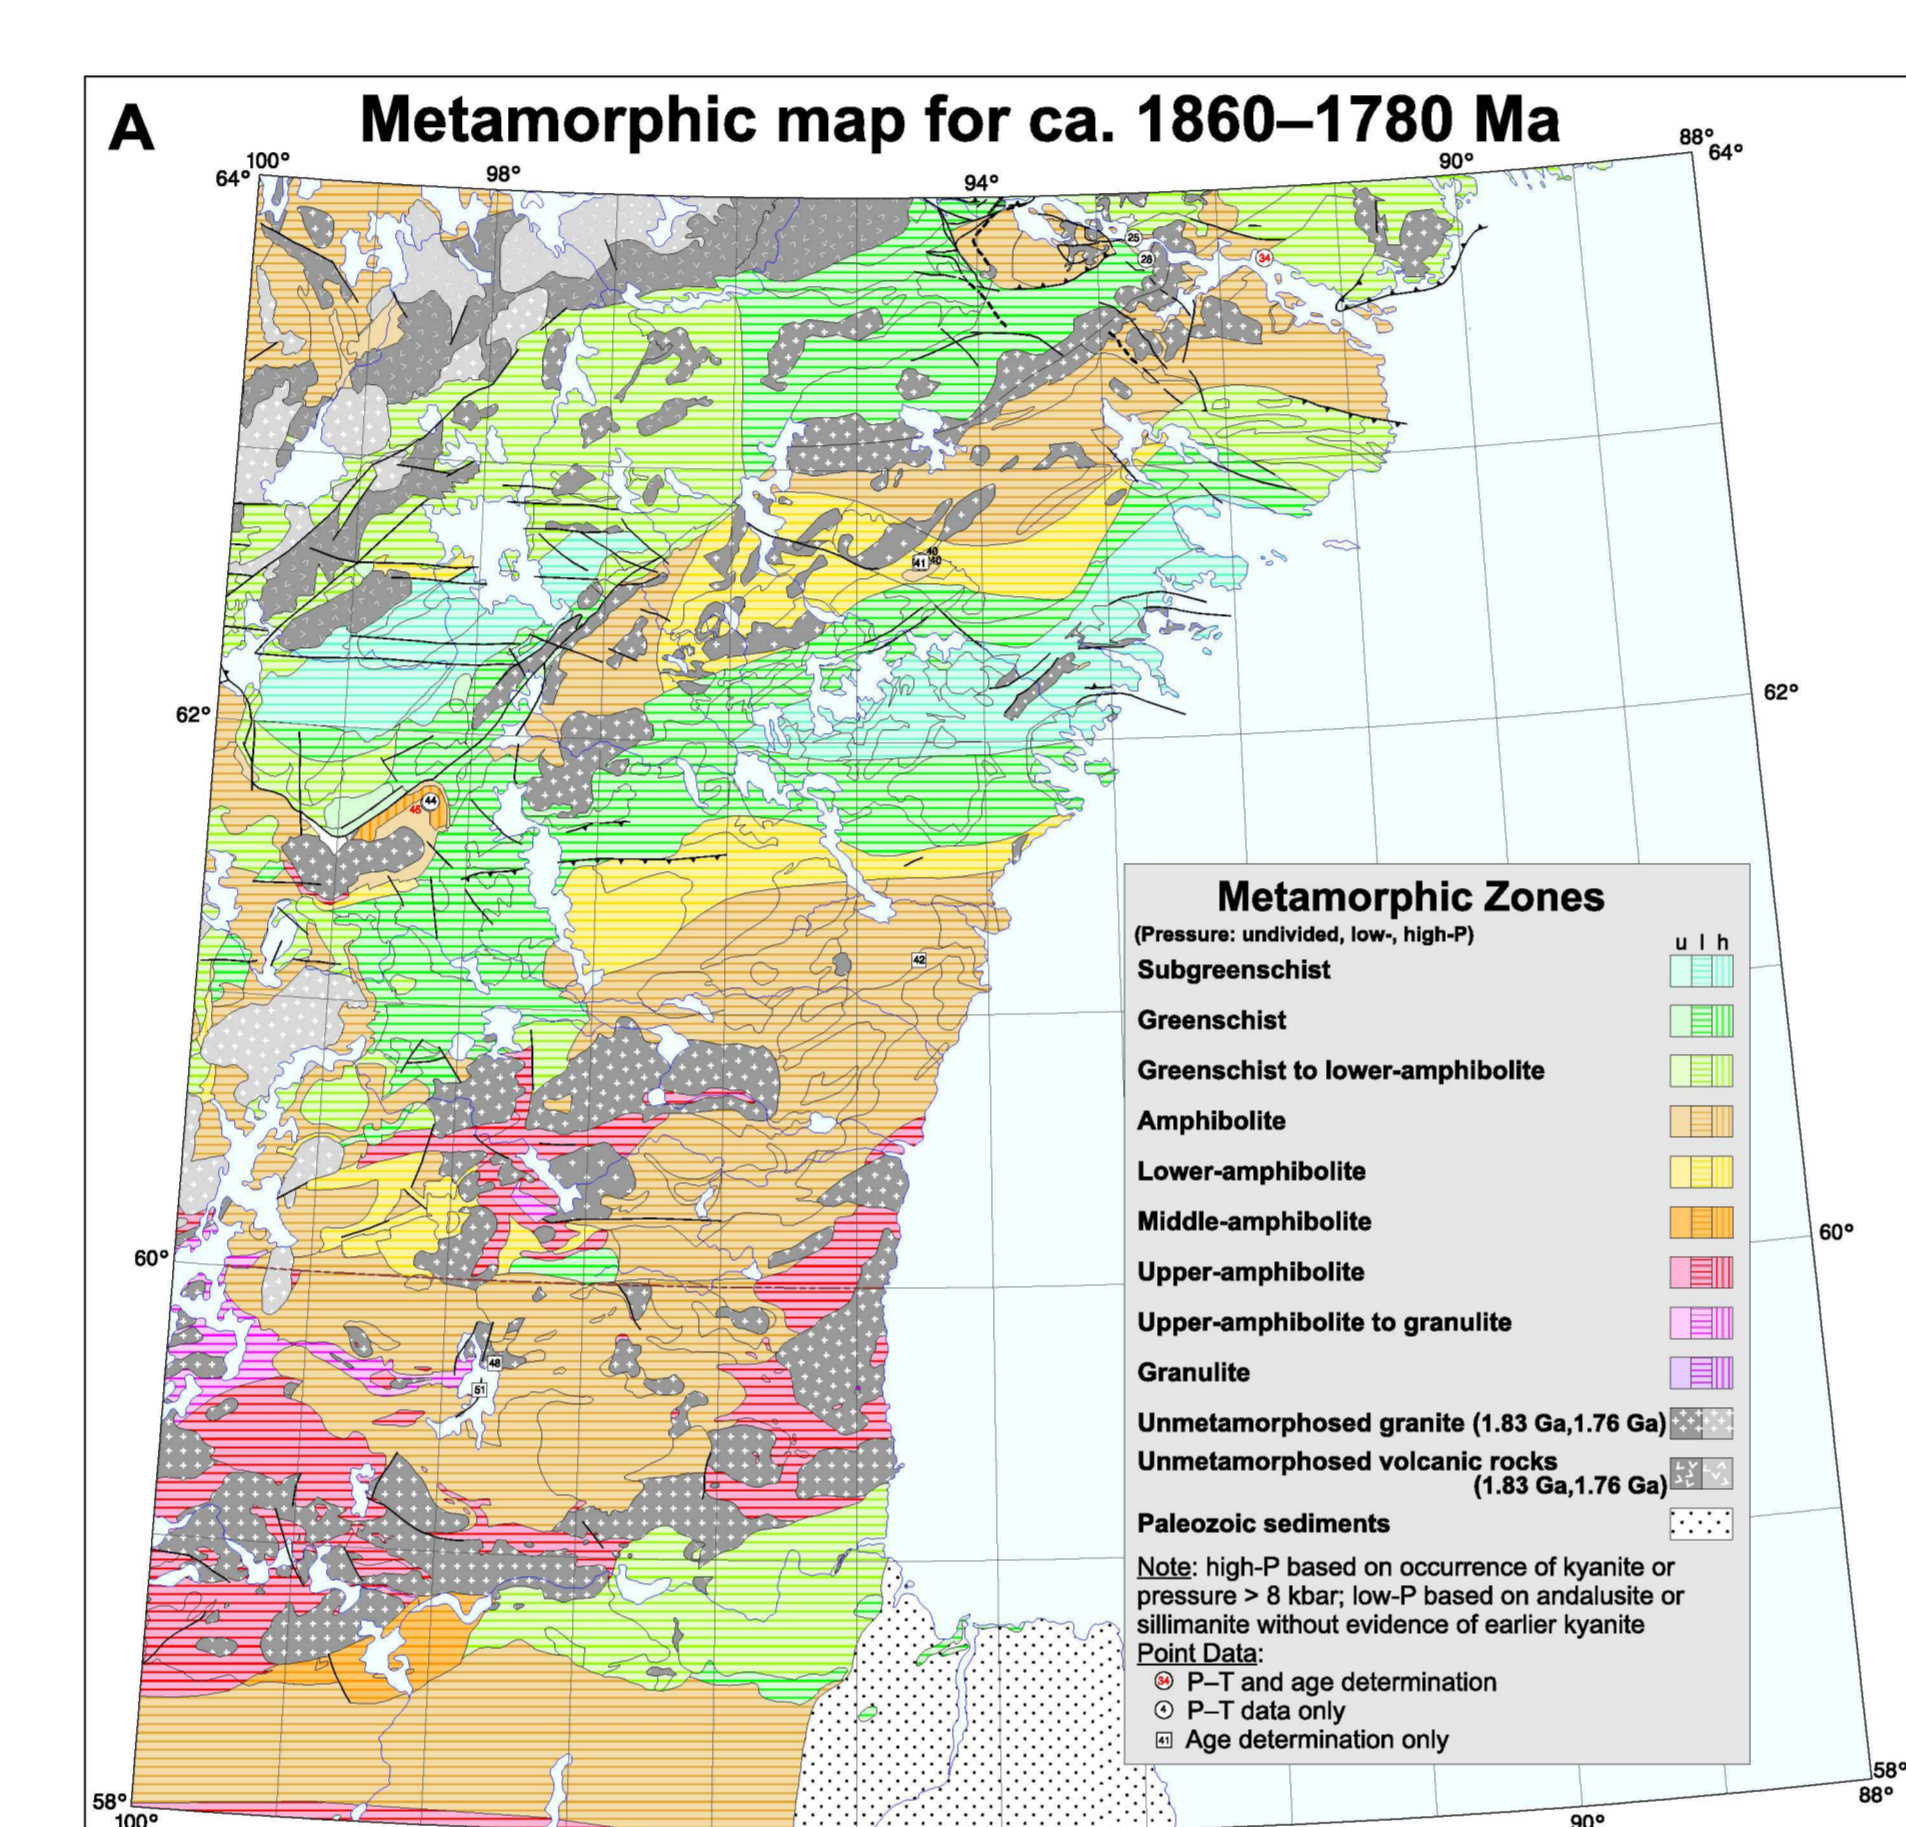 A
Metamorphic map for ca. 1860–1780 Ma
100°
98°
94°
90°
88°
64°
64°
25
28
34
40
41
40
62°
62°
44
45
42
60°
60°
48
51
Metamorphic Zones
(Pressure: undivided, low-, high-P)
u l h
Subgreenschist
Greenschist
Greenschist to lower-amphibolite
Amphibolite
Lower-amphibolite
Middle-amphibolite
Upper-amphibolite
Upper-amphibolite to granulite
Granulite
Unmetamorphosed granite (1.83 Ga,1.76 Ga)
Unmetamorphosed volcanic rocks
(1.83 Ga,1.76 Ga)
Paleozoic sediments
Note: high-P based on occurrence of kyanite or
pressure > 8 kbar; low-P based on andalusite or
sillimanite without evidence of earlier kyanite
Point Data:
34 P–T and age determination
4 P–T data only
41 Age determination only
58°
58°
100°
90°
88°